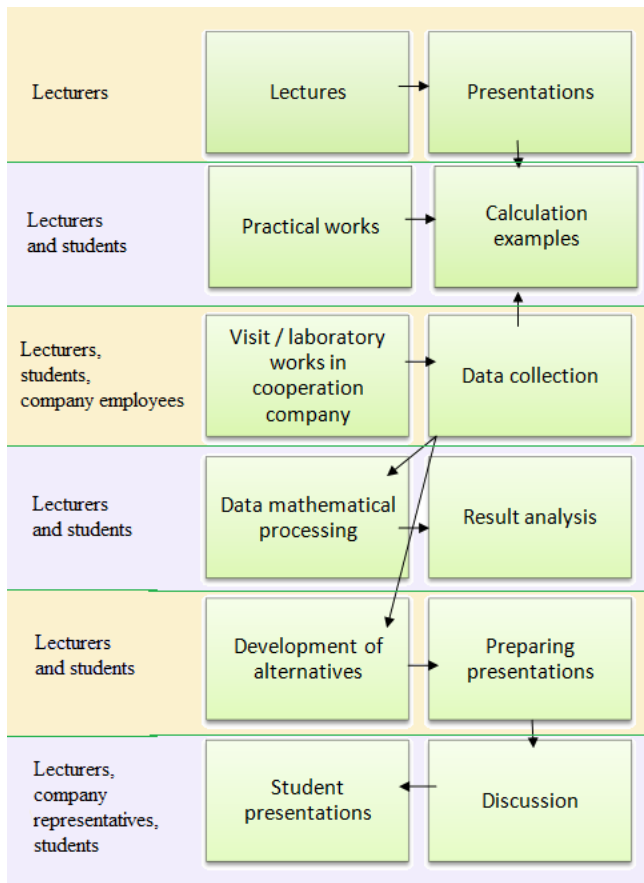 Lecturers
Lectures
Presentations
Lecturers
and students
Practical works
Calculation
examples
Lecturers,
students,
company employees
Visit / laboratory
works in
cooperation
company
Data collection
Lecturers
and students
Data mathematical
processing
Result analysis
Lecturers
and students
Development of
alternatives
Preparing
presentations
Lecturers,
company
representatives,
students
Student
presentations
Discussion